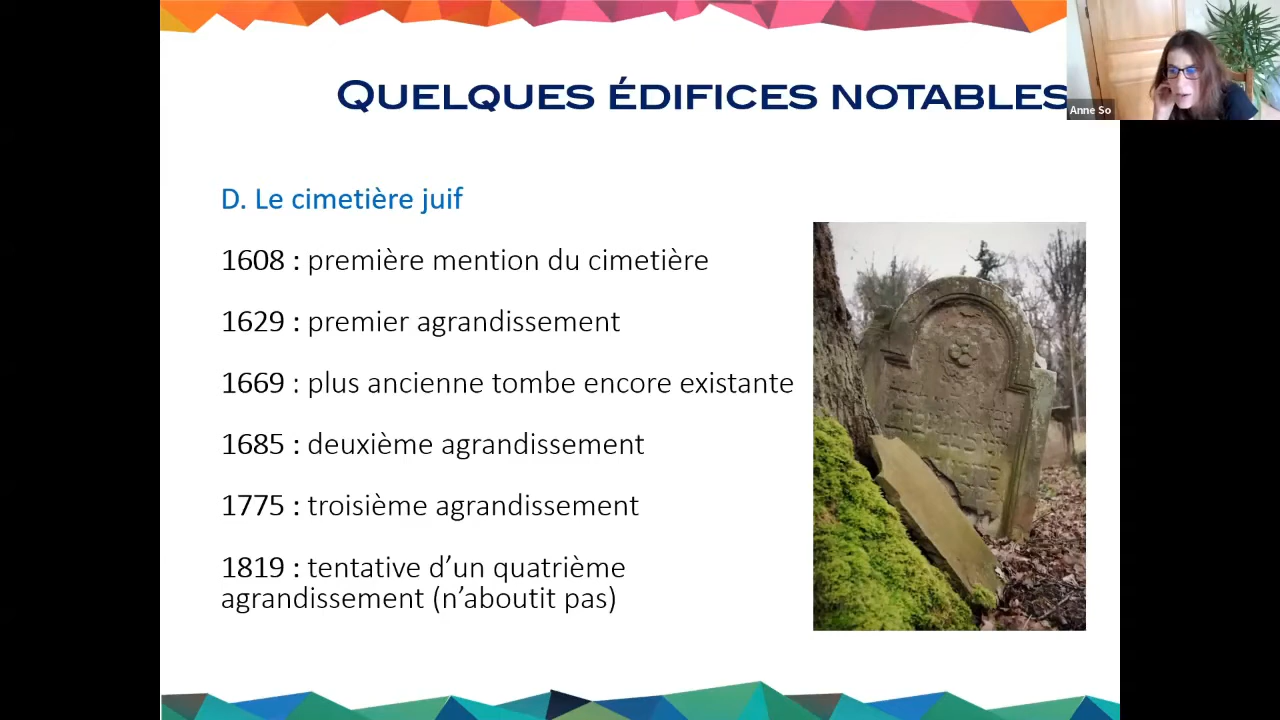 QUELQUES ÉDIFICES NOTABLES
Anne So
D. Le cimetière juif
1608 : première mention du cimetière
1629 : premier agrandissement
1669 : plus ancienne tombe encore existante
1685 : deuxième agrandissement
1775 : troisième agrandissement
1819 : tentative d’un quatrième
agrandissement (n’aboutit pas)